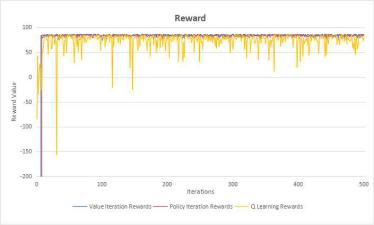 Reward
100
50
0
-50
-100
-150
-200
Reward Value
0
100
200
300
400
500
Iterations
Value Iteration Rewards
Policy Iteration Rewards
Q Learning Rewards